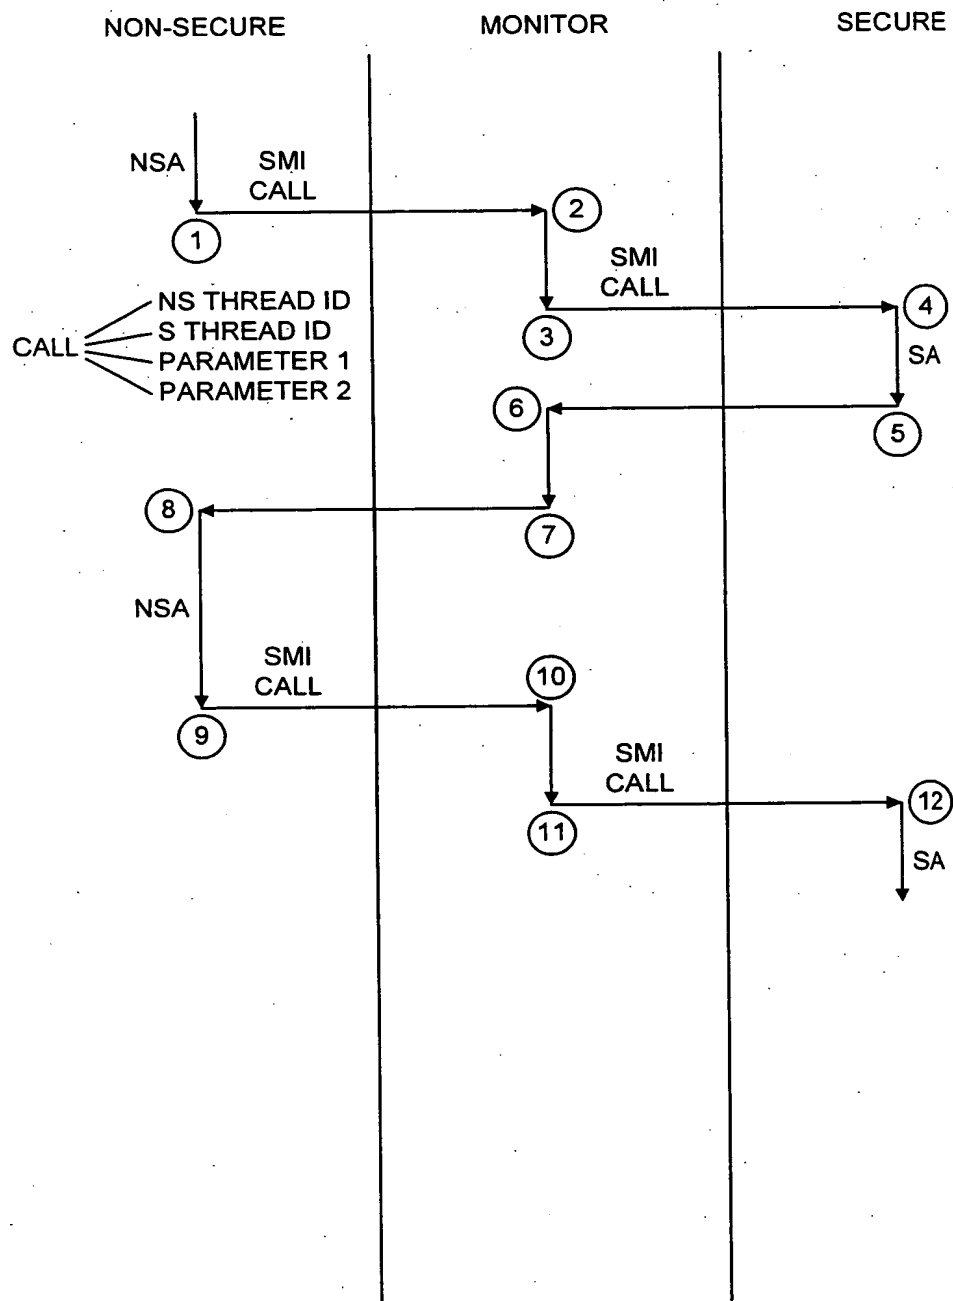 NON-SECURE
MONITOR
SECURE
NSA
SMI
CALL
2
1
SMI
CALL
4
NS THREAD ID
S THREAD ID
CALL
PARAMETER 1
PARAMETER 2
3
SA
6
5
8
7
NSA
SMI
CALL
10
9
SMI
CALL
12
11
SA